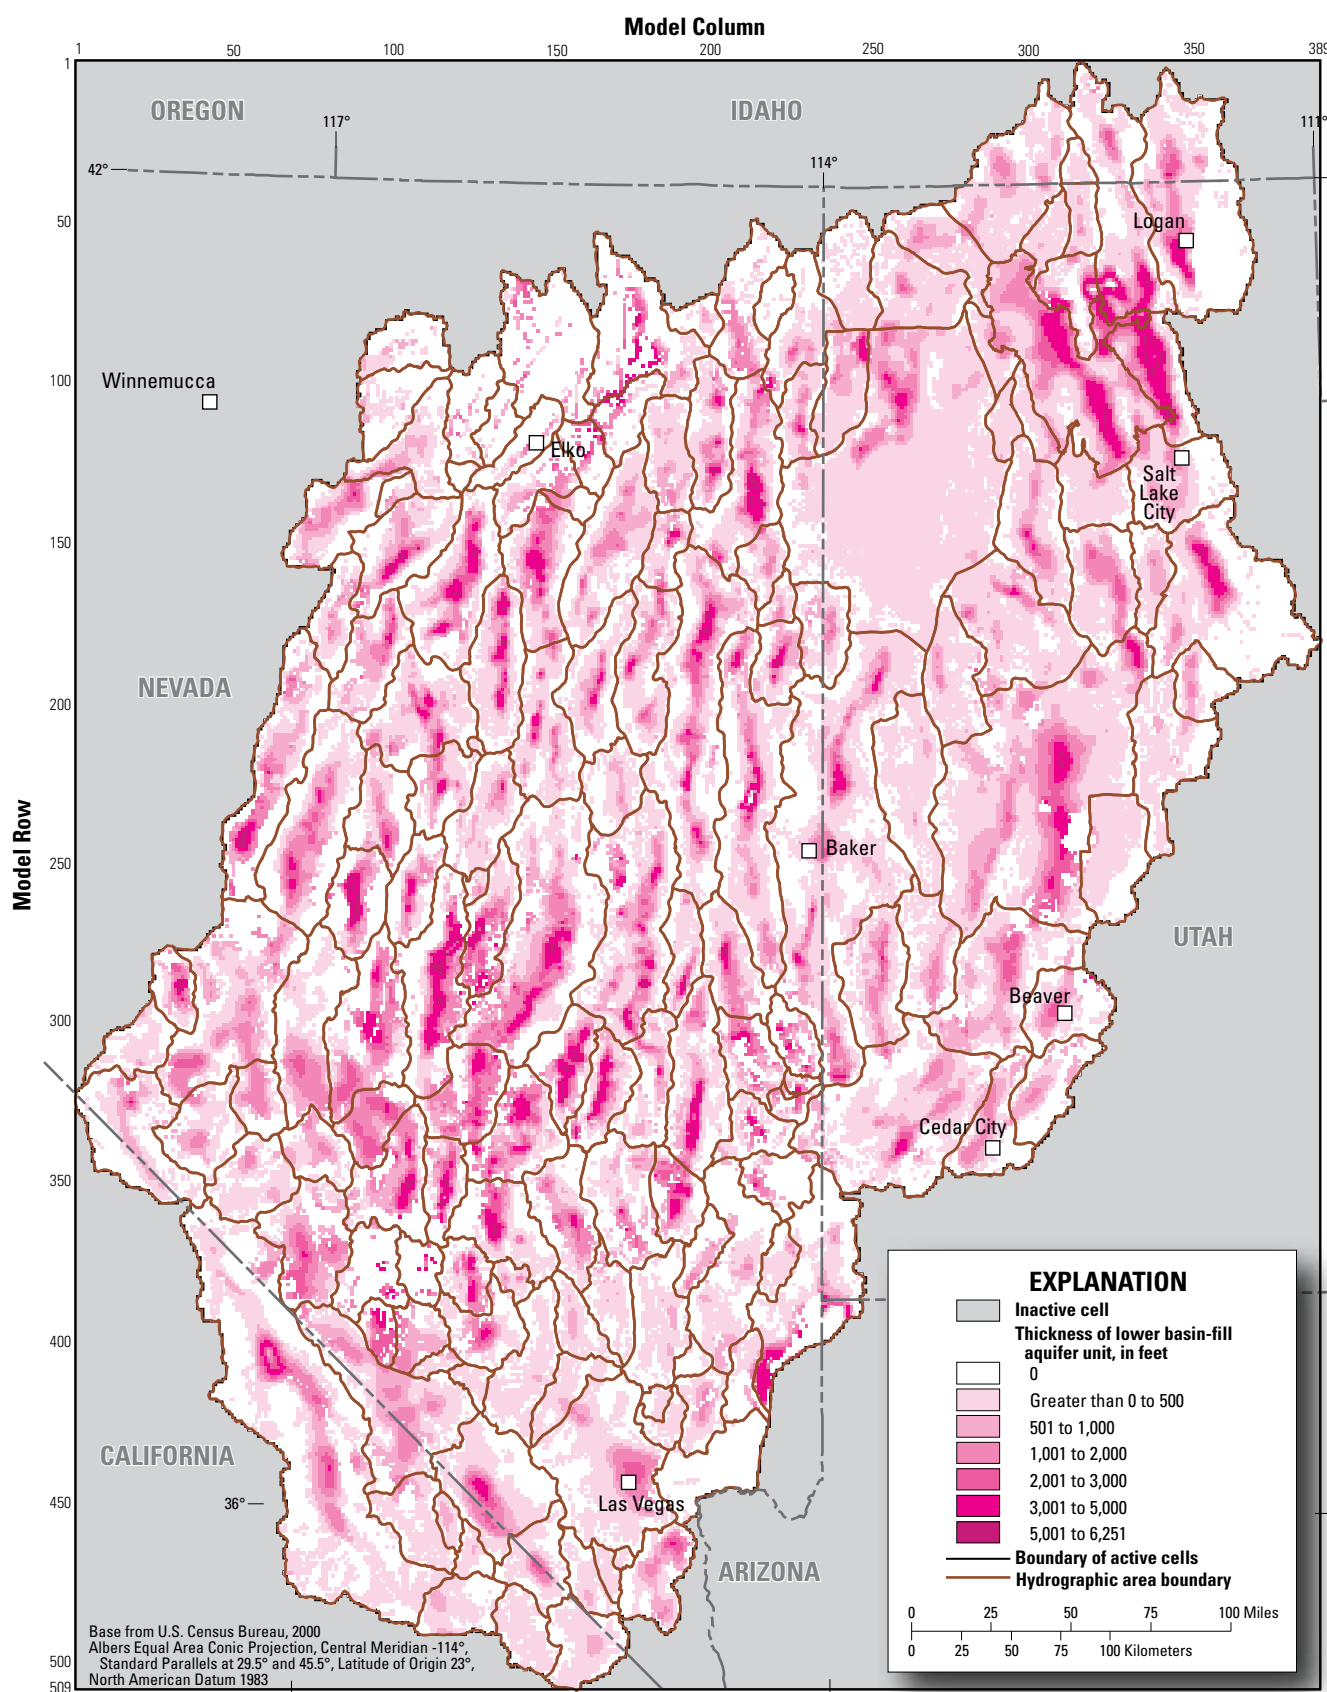 Model Column
1 50 100 150 200 250 300 350 389
1
OREGON
IDAHO
117°
111°
114°
42°
50
Logan
100
Winnemucca
Elko
Salt
Lake
City
150
NEVADA
200
Model Row
250
Baker
UTAH
Beaver
300
Cedar City
350
400
CALIFORNIA
450
36°
Las Vegas
ARIZONA
500
509
EXPLANATION
Inactive cell
Thickness of lower basin-fill
aquifer unit, in feet
0
Greater than 0 to 500
501 to 1,000
1,001 to 2,000
2,001 to 3,000
3,001 to 5,000
5,001 to 6,251
Boundary of active cells
Hydrographic area boundary
0 25 50 75 100 Miles
0 25 50 75 100 Kilometers
Base from U.S. Census Bureau, 2000
Albers Equal Area Conic Projection, Central Meridian -114°,
Standard Parallels at 29.5° and 45.5°, Latitude of Origin 23°,
North American Datum 1983